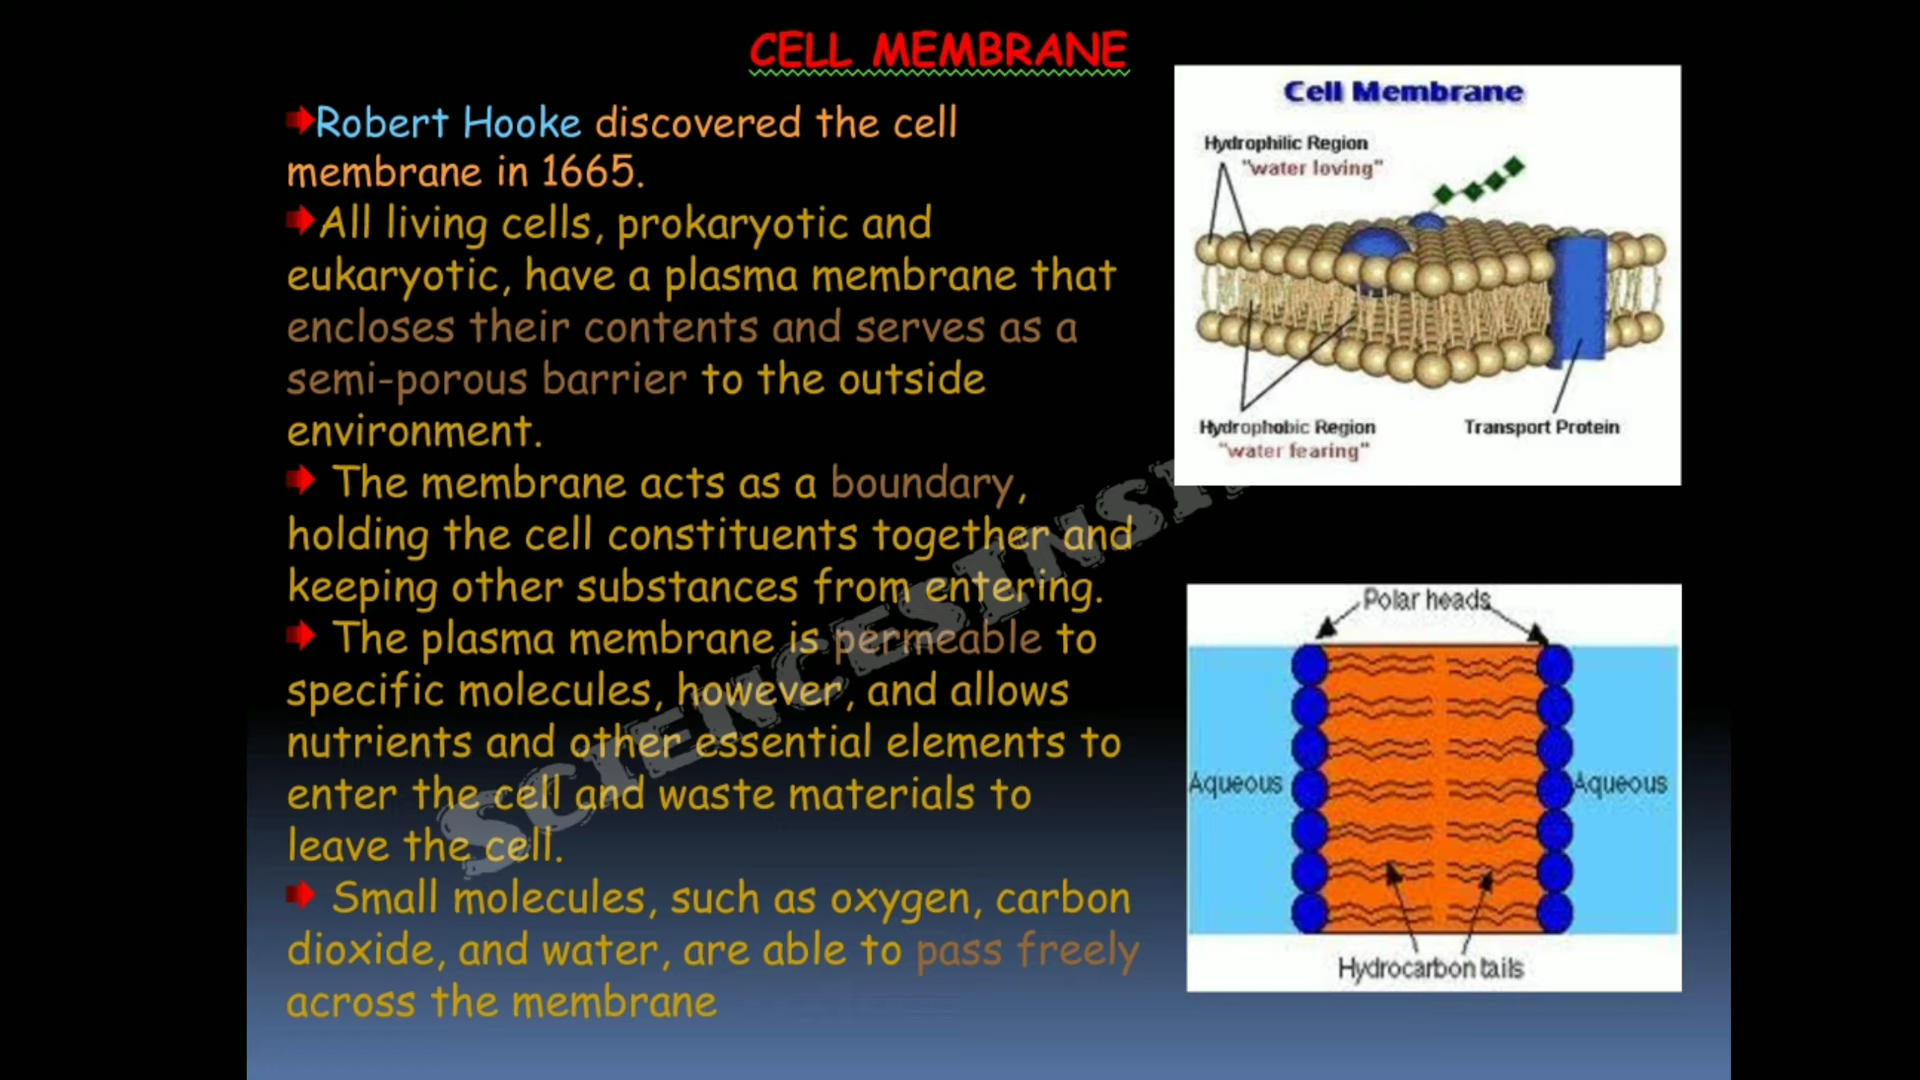 CELL MEMBRANE
Robert Hooke discovered the cell
membrane in 1665.
All living cells, prokaryotic and
eukaryotic, have a plasma membrane that
encloses their contents and serves as a
semi-porous barrier to the outside
environment.
The membrane acts as a boundary,
holding the cell constituents together and
keeping other substances from entering.
The plasma membrane is permeable to
specific molecules, however, and allows
nutrients and other essential elements to
enter the cell and waste materials to
leave the cell.
Small molecules, such as oxygen, carbon
dioxide, and water, are able to pass freely
across the membrane
Cell Membrane
Hydrophilic Region
"water loving"
Hydrophobic Region
"water fearing"
Transport Protein
Polar heads
Aqueous
Aqueous
Hydrocarbon tails